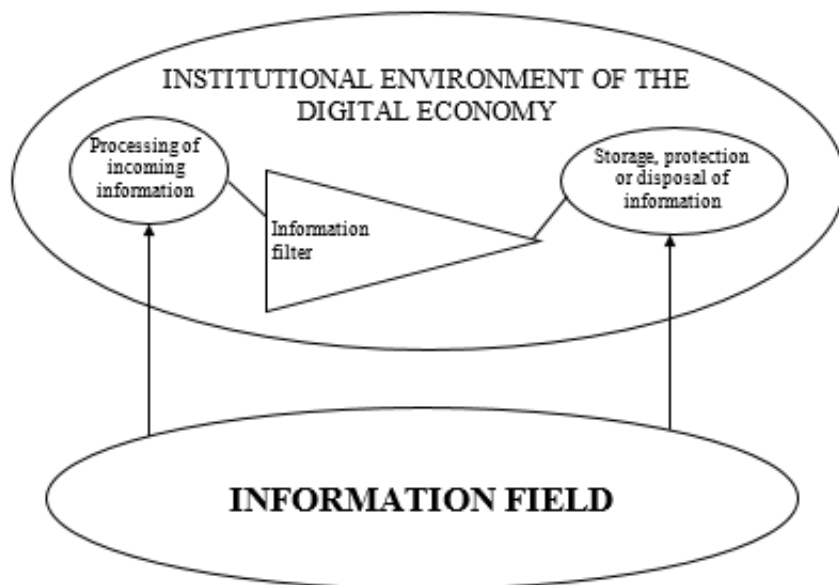 INSTITUTIONAL ENVIRONMENT OF THE
DIGITAL ECONOMY
Processing of
incoming
information
Information
filter
Storage, protection
or disposal of
information
INFORMATION FIELD